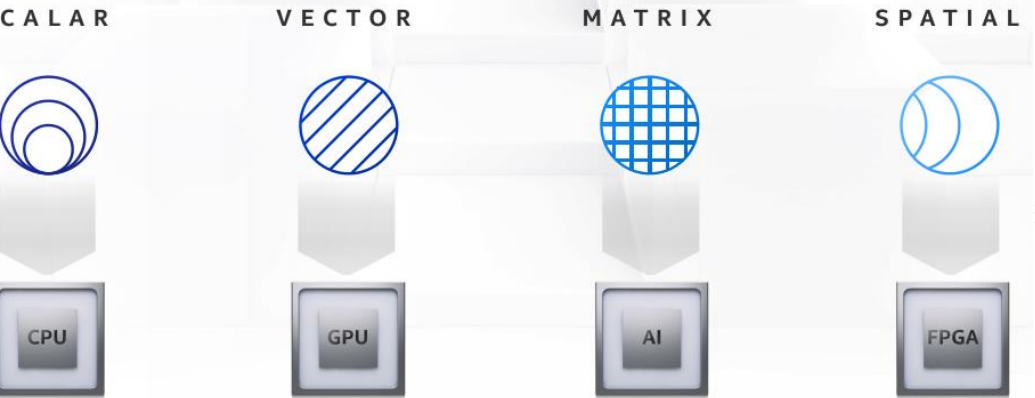 CALAR VECTOR MATRIX SPATIAL
CPU GPU AI FPGA